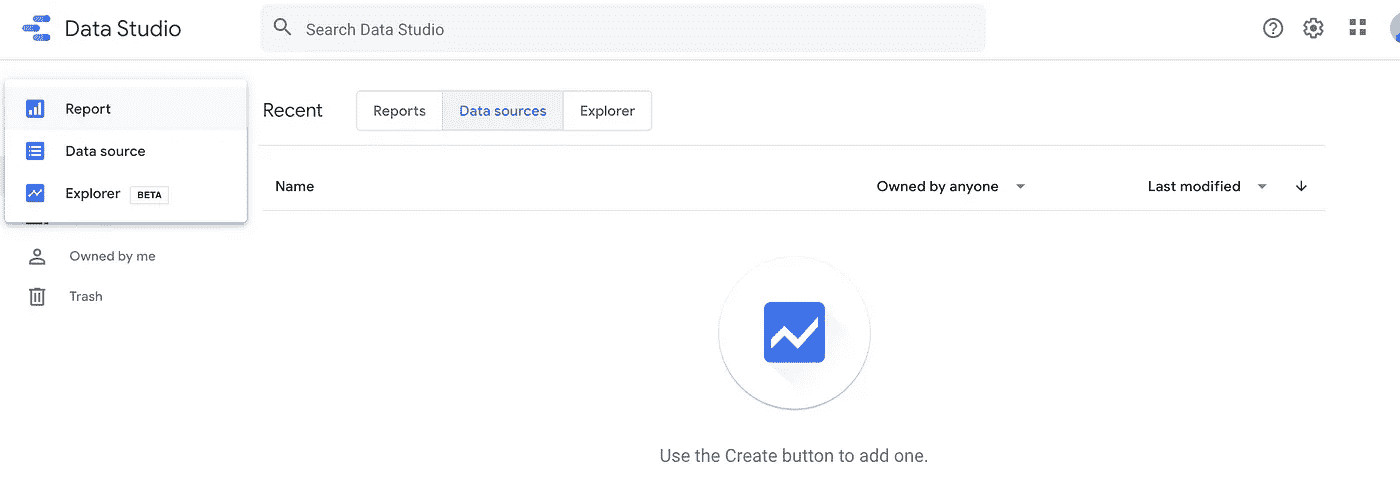 Data Studio
Search Data Studio
Report
Data source
Explorer BETA
Owned by me
Trash
Recent
Reports Data sources Explorer
Name Owned by anyone Last modified
Use the Create button to add one.